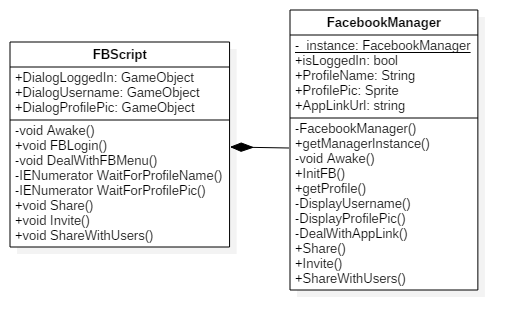 FBScript
+DialogLoggedIn: GameObject
+DialogUsername: GameObject
+DialogProfilePic: GameObject
-void Awake()
+void FBLogin()
-void DealWithFBMenu()
-IENumerator WaitForProfileName()
-IENumerator WaitForProfilePic()
+void Share()
+void Invite()
+void ShareWithUsers()
FacebookManager
-_instance: FacebookManager
+isLoggedIn: bool
+ProfileName: String
+ProfilePic: Sprite
+AppLinkUrl: string
-FacebookManager()
+getManagerInstance()
-void Awake()
+InitFB()
+getProfile()
-DisplayUsername()
-DisplayProfilePic()
-DealWithAppLink()
+Share()
+Invite()
+ShareWithUsers()